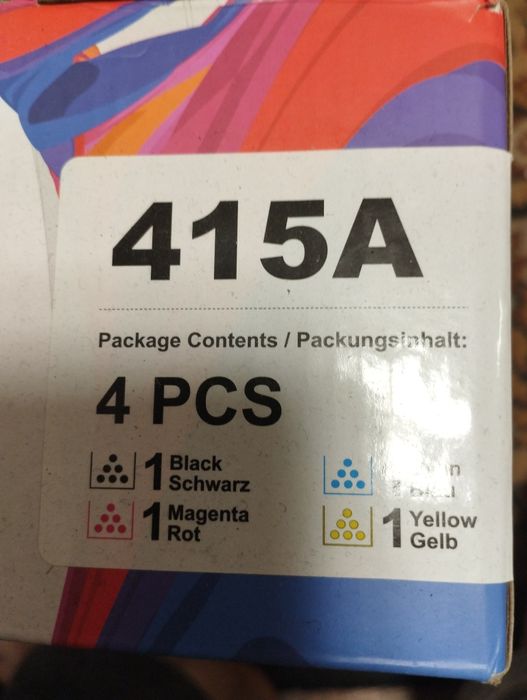 415A
Package Contents / Packungsinhalt:
4 PCS
1 Black
Schwarz
1 Magenta
Rot
1 Yellow
Gelb